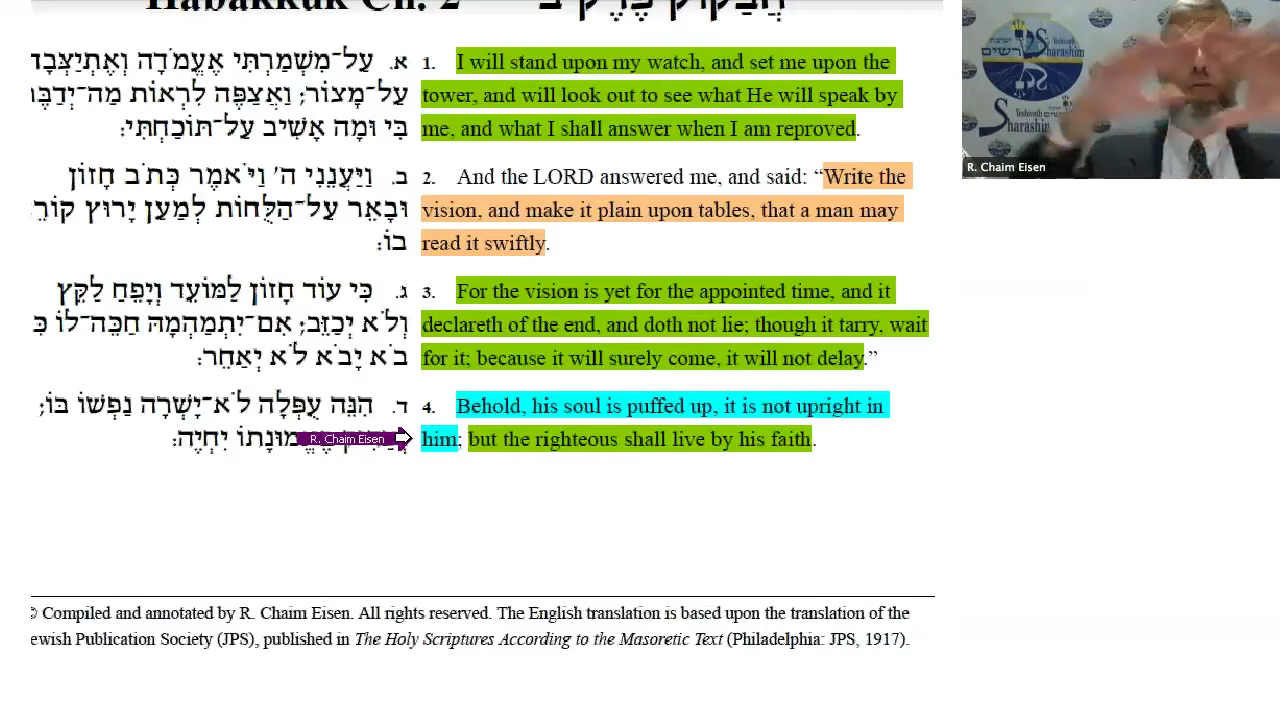 Habakkuk Ch. 2 חֲבַקּוּק פֶּרֶק ב
א. עַל־מִשְׁמַרְתִּי אֶעֱמֹדָה וְאֶתְיַצְּבָה
עַל־מָצוֹר; וַאֲצַפֶּה לִרְאוֹת מַה־יְדַבֶּר
בִּי וּמָה אָשִׁיב עַל־תּוֹכַחְתִּי:
1. I will stand upon my watch, and set me upon the
tower, and will look out to see what He will speak by
me, and what I shall answer when I am reproved.
ב. וַיַּעֲנֵנִי ה' וַיֹּאמֶר כְּתֹב חָזוֹן
וּבָאֵר עַל־הַלֻּחוֹת לְמַעַן יָרוּץ קוֹרֵ
בוֹ:
2. And the LORD answered me, and said: “Write the
vision, and make it plain upon tables, that a man may
read it swiftly.
ג. כִּי עוֹד חָזוֹן לַמּוֹעֵד וְיָפֵחַ לַקֵּץ
וְלֹא יְכַזֵּב; אִם־יִתְמַהְמָהּ חַכֵּה־לוֹ כִּ
בֹא יָבֹא לֹא יְאַחֵר:
3. For the vision is yet for the appointed time, and it
declareth of the end, and doth not lie; though it tarry, wait
for it; because it will surely come, it will not delay.”
ד. הִנֵּה עֻפְּלָה לֹא־יָשְׁרָה נַפְשׁוֹ בּוֹ;
יִחְיֶה:
4. Behold, his soul is puffed up, it is not upright in
him; but the righteous shall live by his faith.
R. Chaim Eisen
© Compiled and annotated by R. Chaim Eisen. All rights reserved. The English translation is based upon the translation of the
ewish Publication Society (JPS), published in The Holy Scriptures According to the Masoretic Text (Philadelphia: JPS, 1917).
ישיבת
שרשים
Yeshivath
Sharashim
R. Chaim Eisen